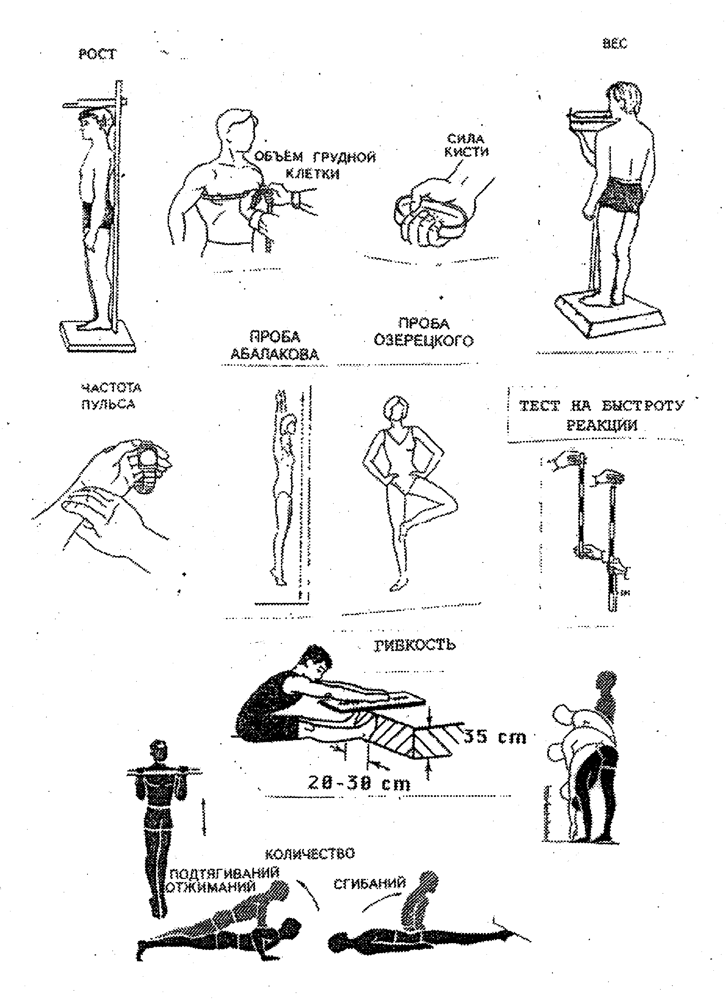 РОСТ
ВЕС
ОБЪЕМ ГРУДНОЙ
КЛЕТКИ
СИЛА
КИСТИ
ПРОБА
АБАЛАКОВА
ПРОБА
ОЗЕРЕЦКОГО
ЧАСТОТА
ПУЛЬСА
ТЕСТ НА БЫСТРОТУ
РЕАКЦИИ
ГИБКОСТЬ
35 cm
20-30 cm
КОЛИЧЕСТВО
ПОДТЯГИВАНИЙ
ОТЖИМАНИЙ
СГИБАНИЙ